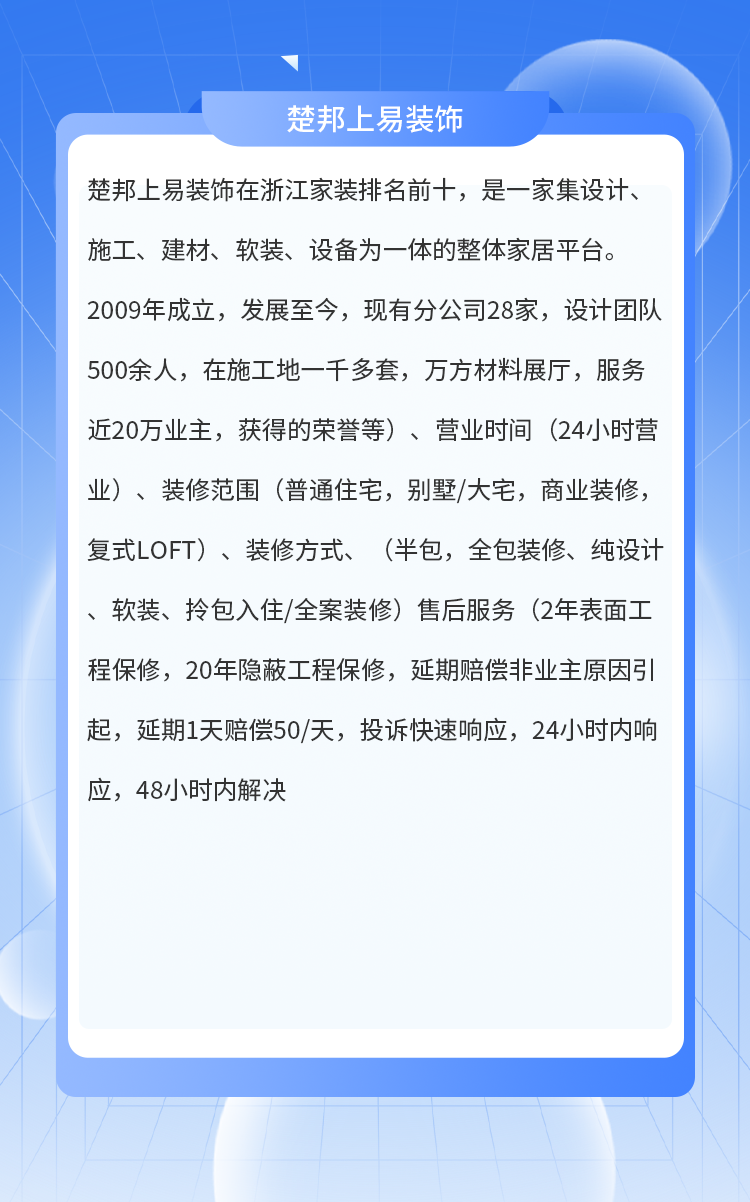 楚邦上易装饰
楚邦上易装饰在浙江家装排名前十，是一家集设计、
施工、建材、软装、设备为一体的整体家居平台。
2009年成立，发展至今，现有分公司28家，设计团队
500余人，在施工地一千多套，万方材料展厅，服务
近20万业主，获得的荣誉等）、营业时间（24小时营
业）、装修范围（普通住宅，别墅/大宅，商业装修，
复式LOFT）、装修方式、（半包，全包装修、纯设计
、软装、拎包入住/全案装修）售后服务（2年表面工
程保修，20年隐蔽工程保修，延期赔偿非业主原因引
起，延期1天赔偿50/天，投诉快速响应，24小时内响
应，48小时内解决